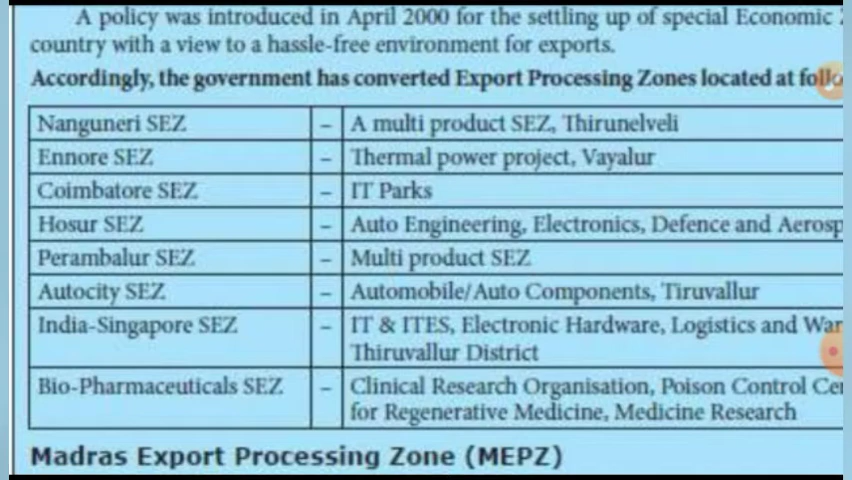 A policy was introduced in April 2000 for the settling up of special Economic
country with a view to a hassle-free environment for exports.
Accordingly, the government has converted Export Processing Zones located at
Nanguneri SEZ – A multi product SEZ, Thirunelveli
Ennore SEZ – Thermal power project, Vayalur
Coimbatore SEZ – IT Parks
Hosur SEZ – Auto Engineering, Electronics, Defence and
Perambalur SEZ – Multi product SEZ
Autocity SEZ – Automobile/Auto Components, Tiruvallur
India-Singapore SEZ – IT & ITES, Electronic Hardware, Logistics and
Thiruvallur District
Bio-Pharmaceuticals SEZ – Clinical Research Organisation, Poison Control
for Regenerative Medicine, Medicine Research
Madras Export Processing Zone (MEPZ)